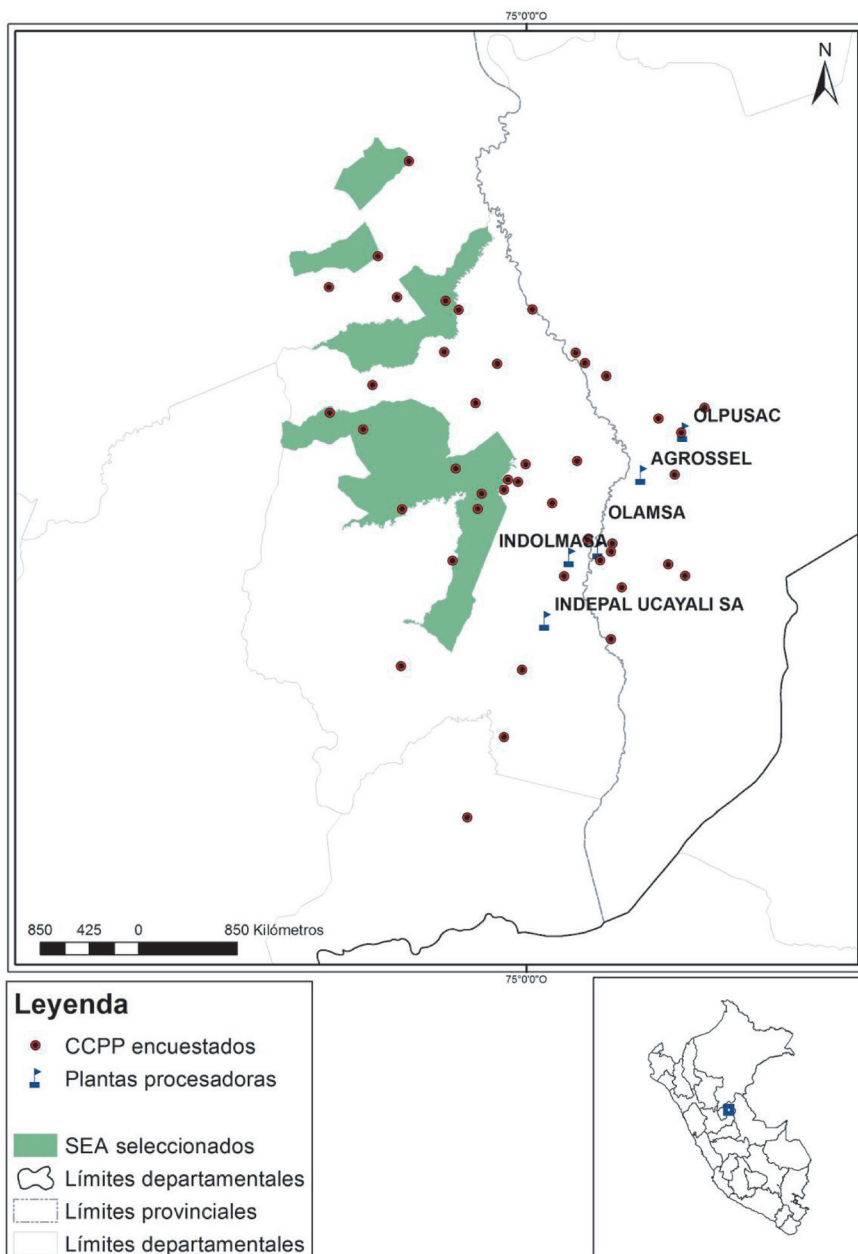 75°0'0"O
N
OLPUSAC
AGROSSEL
OLAMSA
INDOLMASA
INDEPAL UCAYALI SA
850 425 0 850 Kilómetros
75°0'0"O
Leyenda
CCPP encuestados
Plantas procesadoras
SEA seleccionados
Límites departamentales
Límites provinciales
Límites departamentales